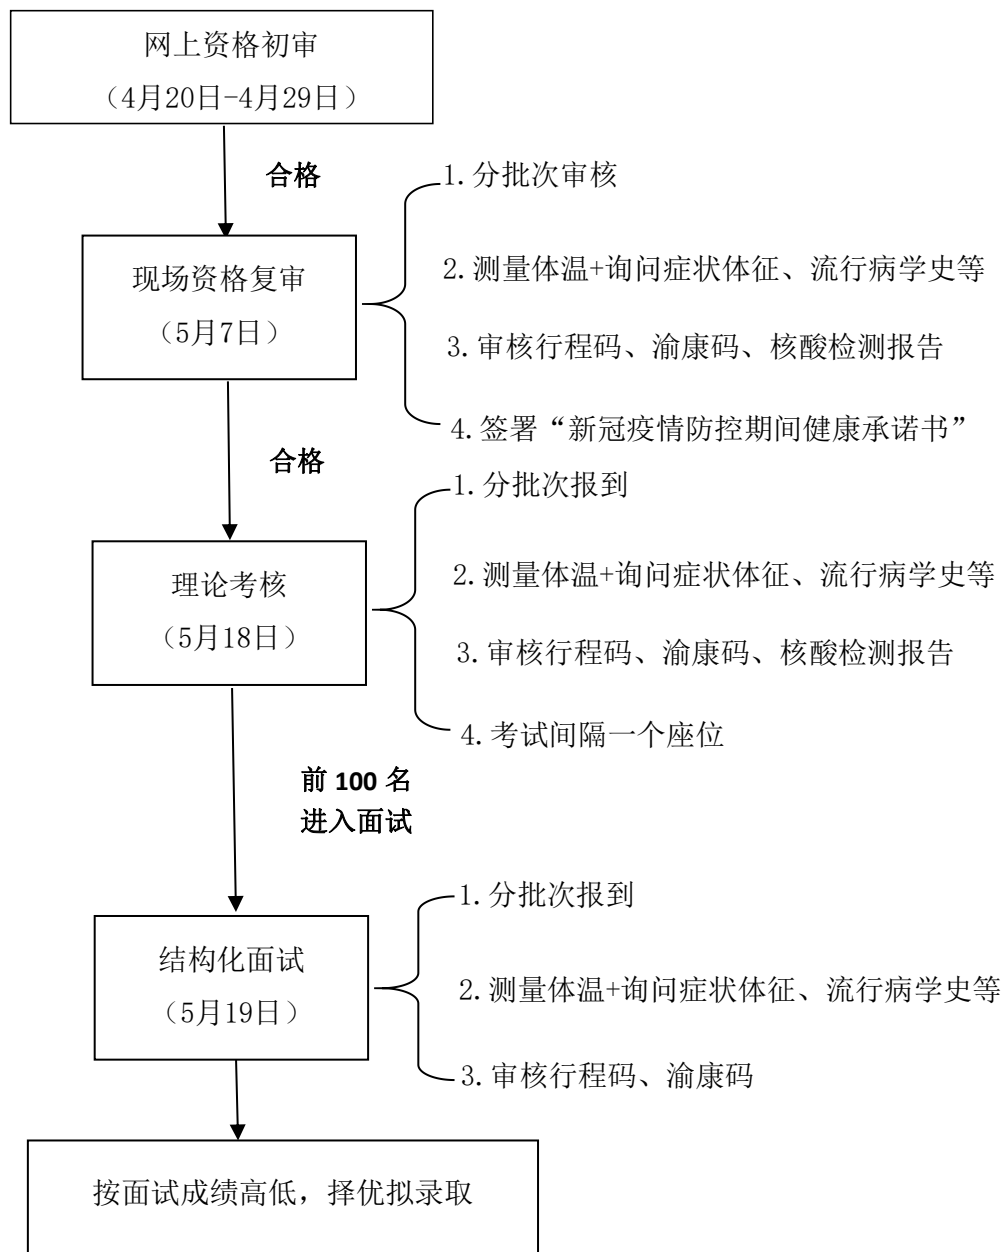 网上资格初审
（4月20日-4月29日）
合格
1.分批次审核
2.测量体温+询问症状体征、流行病学史等
现场资格复审
（5月7日）
3.审核行程码、渝康码、核酸检测报告
4.签署“新冠疫情防控期间健康承诺书”
合格
1.分批次报到
2.测量体温+询问症状体征、流行病学史等
理论考核
（5月18日）
3.审核行程码、渝康码、核酸检测报告
4.考试间隔一个座位
前 100 名
进入面试
1.分批次报到
结构化面试
（5月19日）
2.测量体温+询问症状体征、流行病学史等
3.审核行程码、渝康码
按面试成绩高低，择优拟录取